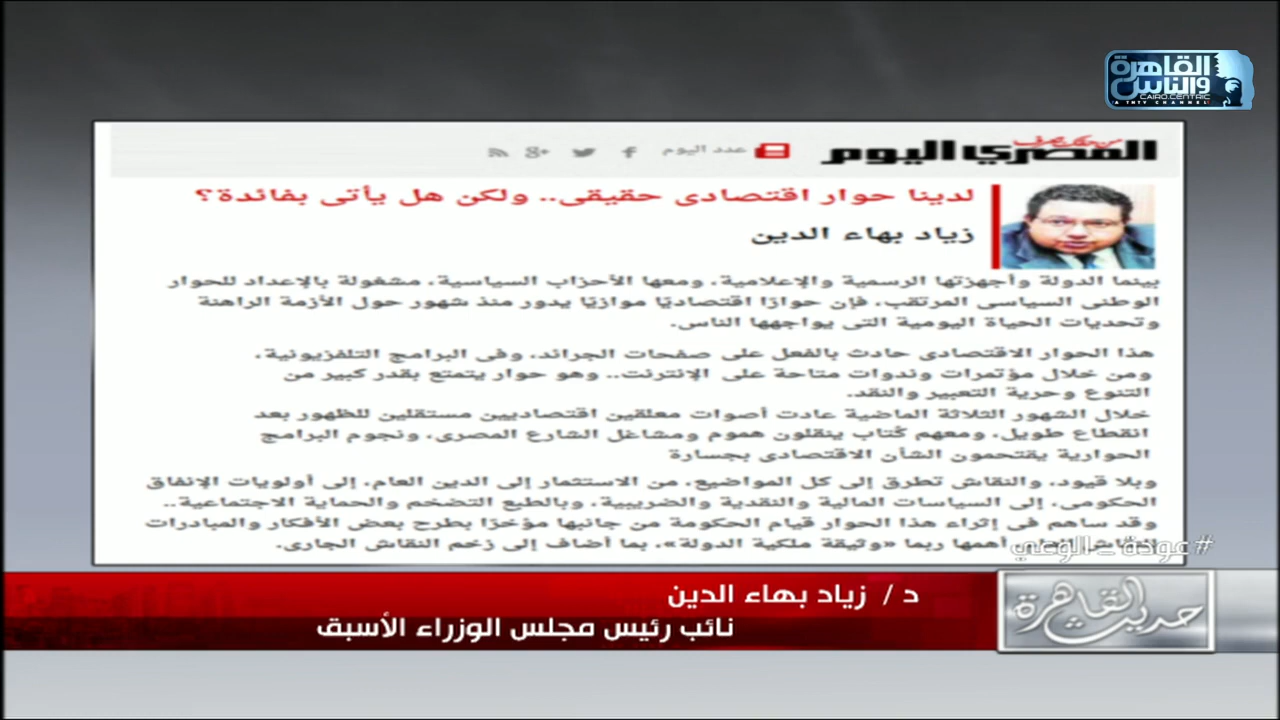 القاهرة
والناس
CAIRO.CENTRIC
A TNTV CHANNEL
المصري اليوم
عدد اليوم
لدينا حوار اقتصادى حقيقى.. ولكن هل يأتى بفائدة؟
زياد بهاء الدين
بينما الدولة وأجهزتها الرسمية والإعلامية، ومعها الأحزاب السياسية، مشغولة بالإعداد للحوار
الوطنى السياسى المرتقب، فإن حوارًا اقتصاديًا موازيًا يدور منذ شهور حول الأزمة الراهنة
وتحديات الحياة اليومية التى يواجهها الناس.
هذا الحوار الاقتصادى حادث بالفعل على صفحات الجرائد، وفى البرامج التلفزيونية،
ومن خلال مؤتمرات وندوات متاحة على الإنترنت.. وهو حوار يتمتع بقدر كبير من
التنوع وحرية التعبير والنقد.
خلال الشهور الثلاثة الماضية عادت أصوات معلقين اقتصاديين مستقلين للظهور بعد
انقطاع طويل، ومعهم كُتاب ينقلون هموم ومشاغل الشارع المصرى، ونجوم البرامج
الحوارية يقتحمون الشأن الاقتصادى بجسارة
وبلا قيود، والنقاش تطرق إلى كل المواضيع، من الاستثمار إلى الدين العام، إلى أولويات الإنفاق
الحكومى، إلى السياسات المالية والنقدية والضريبية، وبالطبع التضخم والحماية الاجتماعية..
وقد ساهم فى إثراء هذا الحوار قيام الحكومة من جانبها مؤخرًا بطرح بعض الأفكار والمبادرات
للنقاش العام، أهمها ربما «وثيقة ملكية الدولة»، بما أضاف إلى زخم النقاش الجارى.
#عودة_الوعي
د / زياد بهاء الدين
نائب رئيس مجلس الوزراء الأسبق
حديث القاهرة